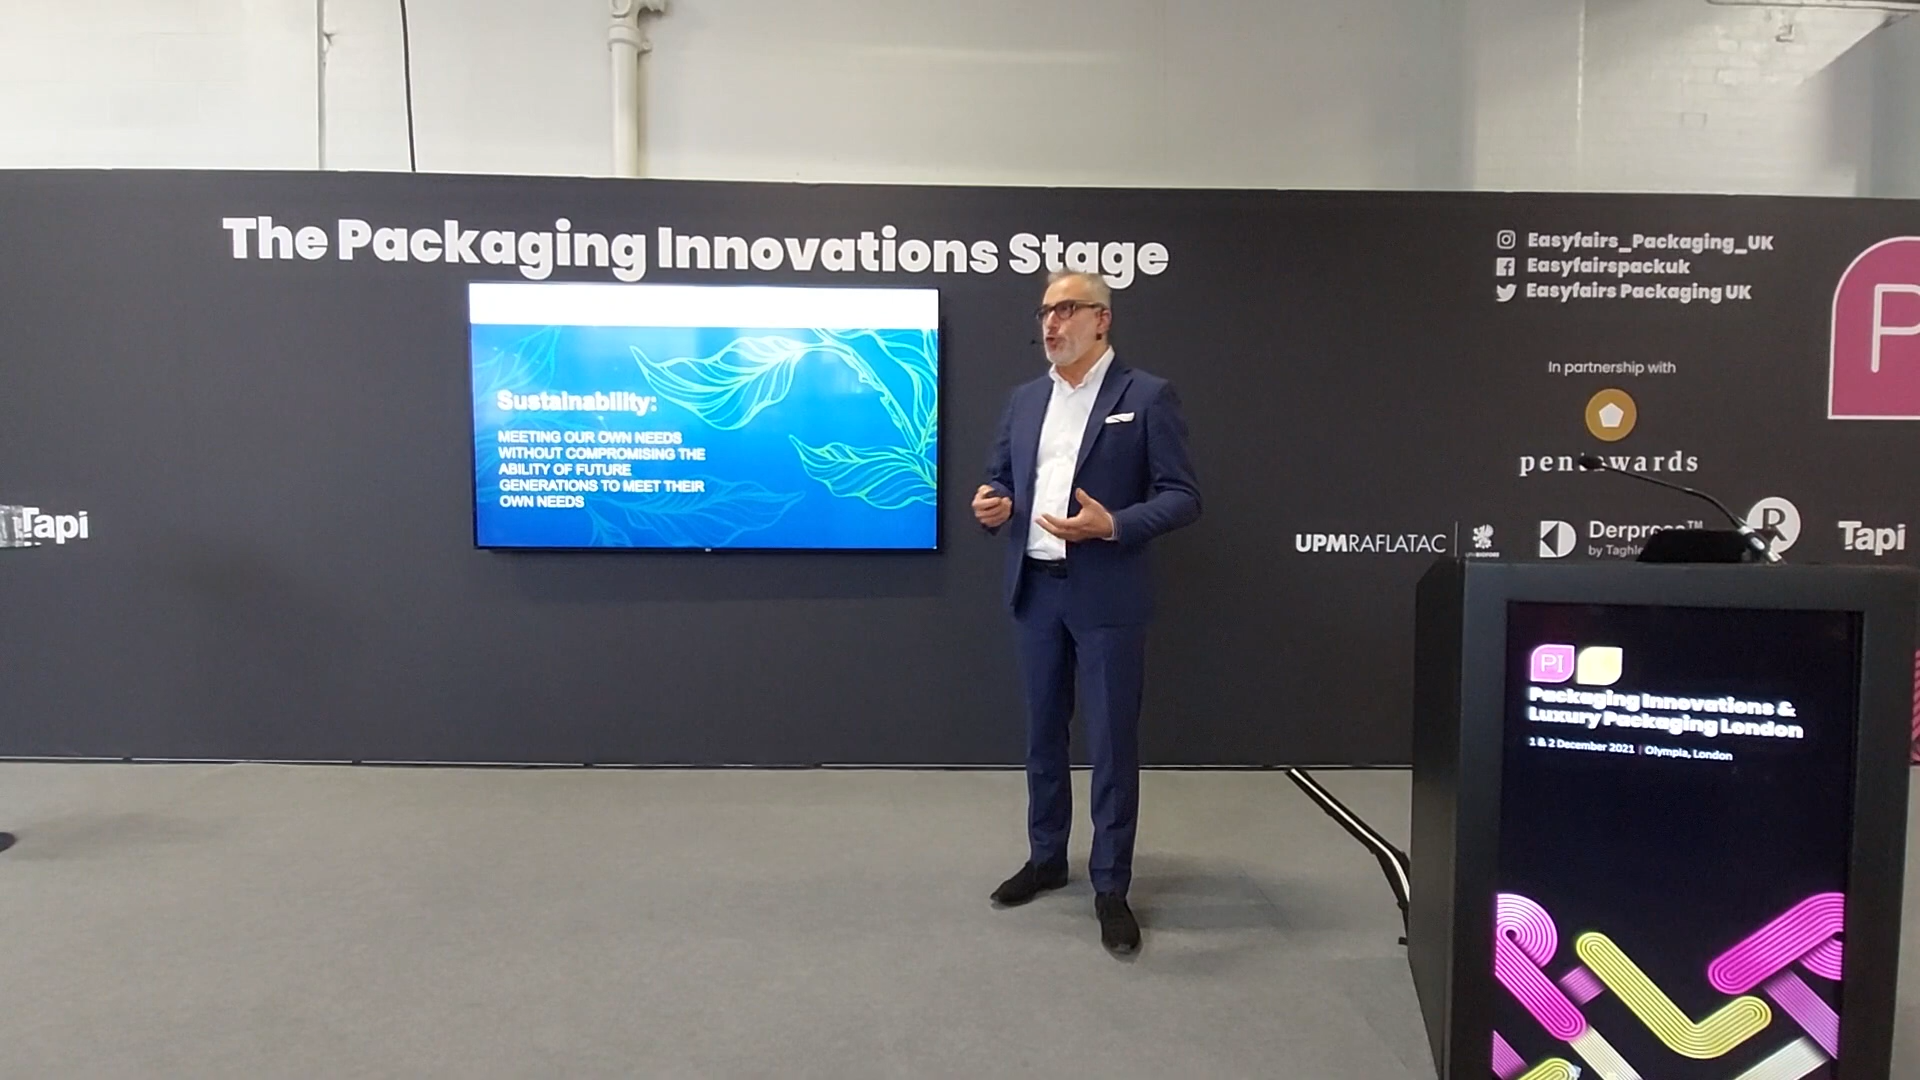 The Packaging Innovations Stage
Easyfairs_Packaging_UK
Easyfairspackuk
Easyfairs Packaging UK
In partnership with
Sustainability:
MEETING OUR OWN NEEDS
WITHOUT COMPROMISING THE
ABILITY OF FUTURE
GENERATIONS TO MEET THEIR
OWN NEEDS
Tapi
UPMRAFLATAC
R
Tapi
PI
Packaging Innovations &
Luxury Packaging London
1 & 2 December 2021 | Olympia, London